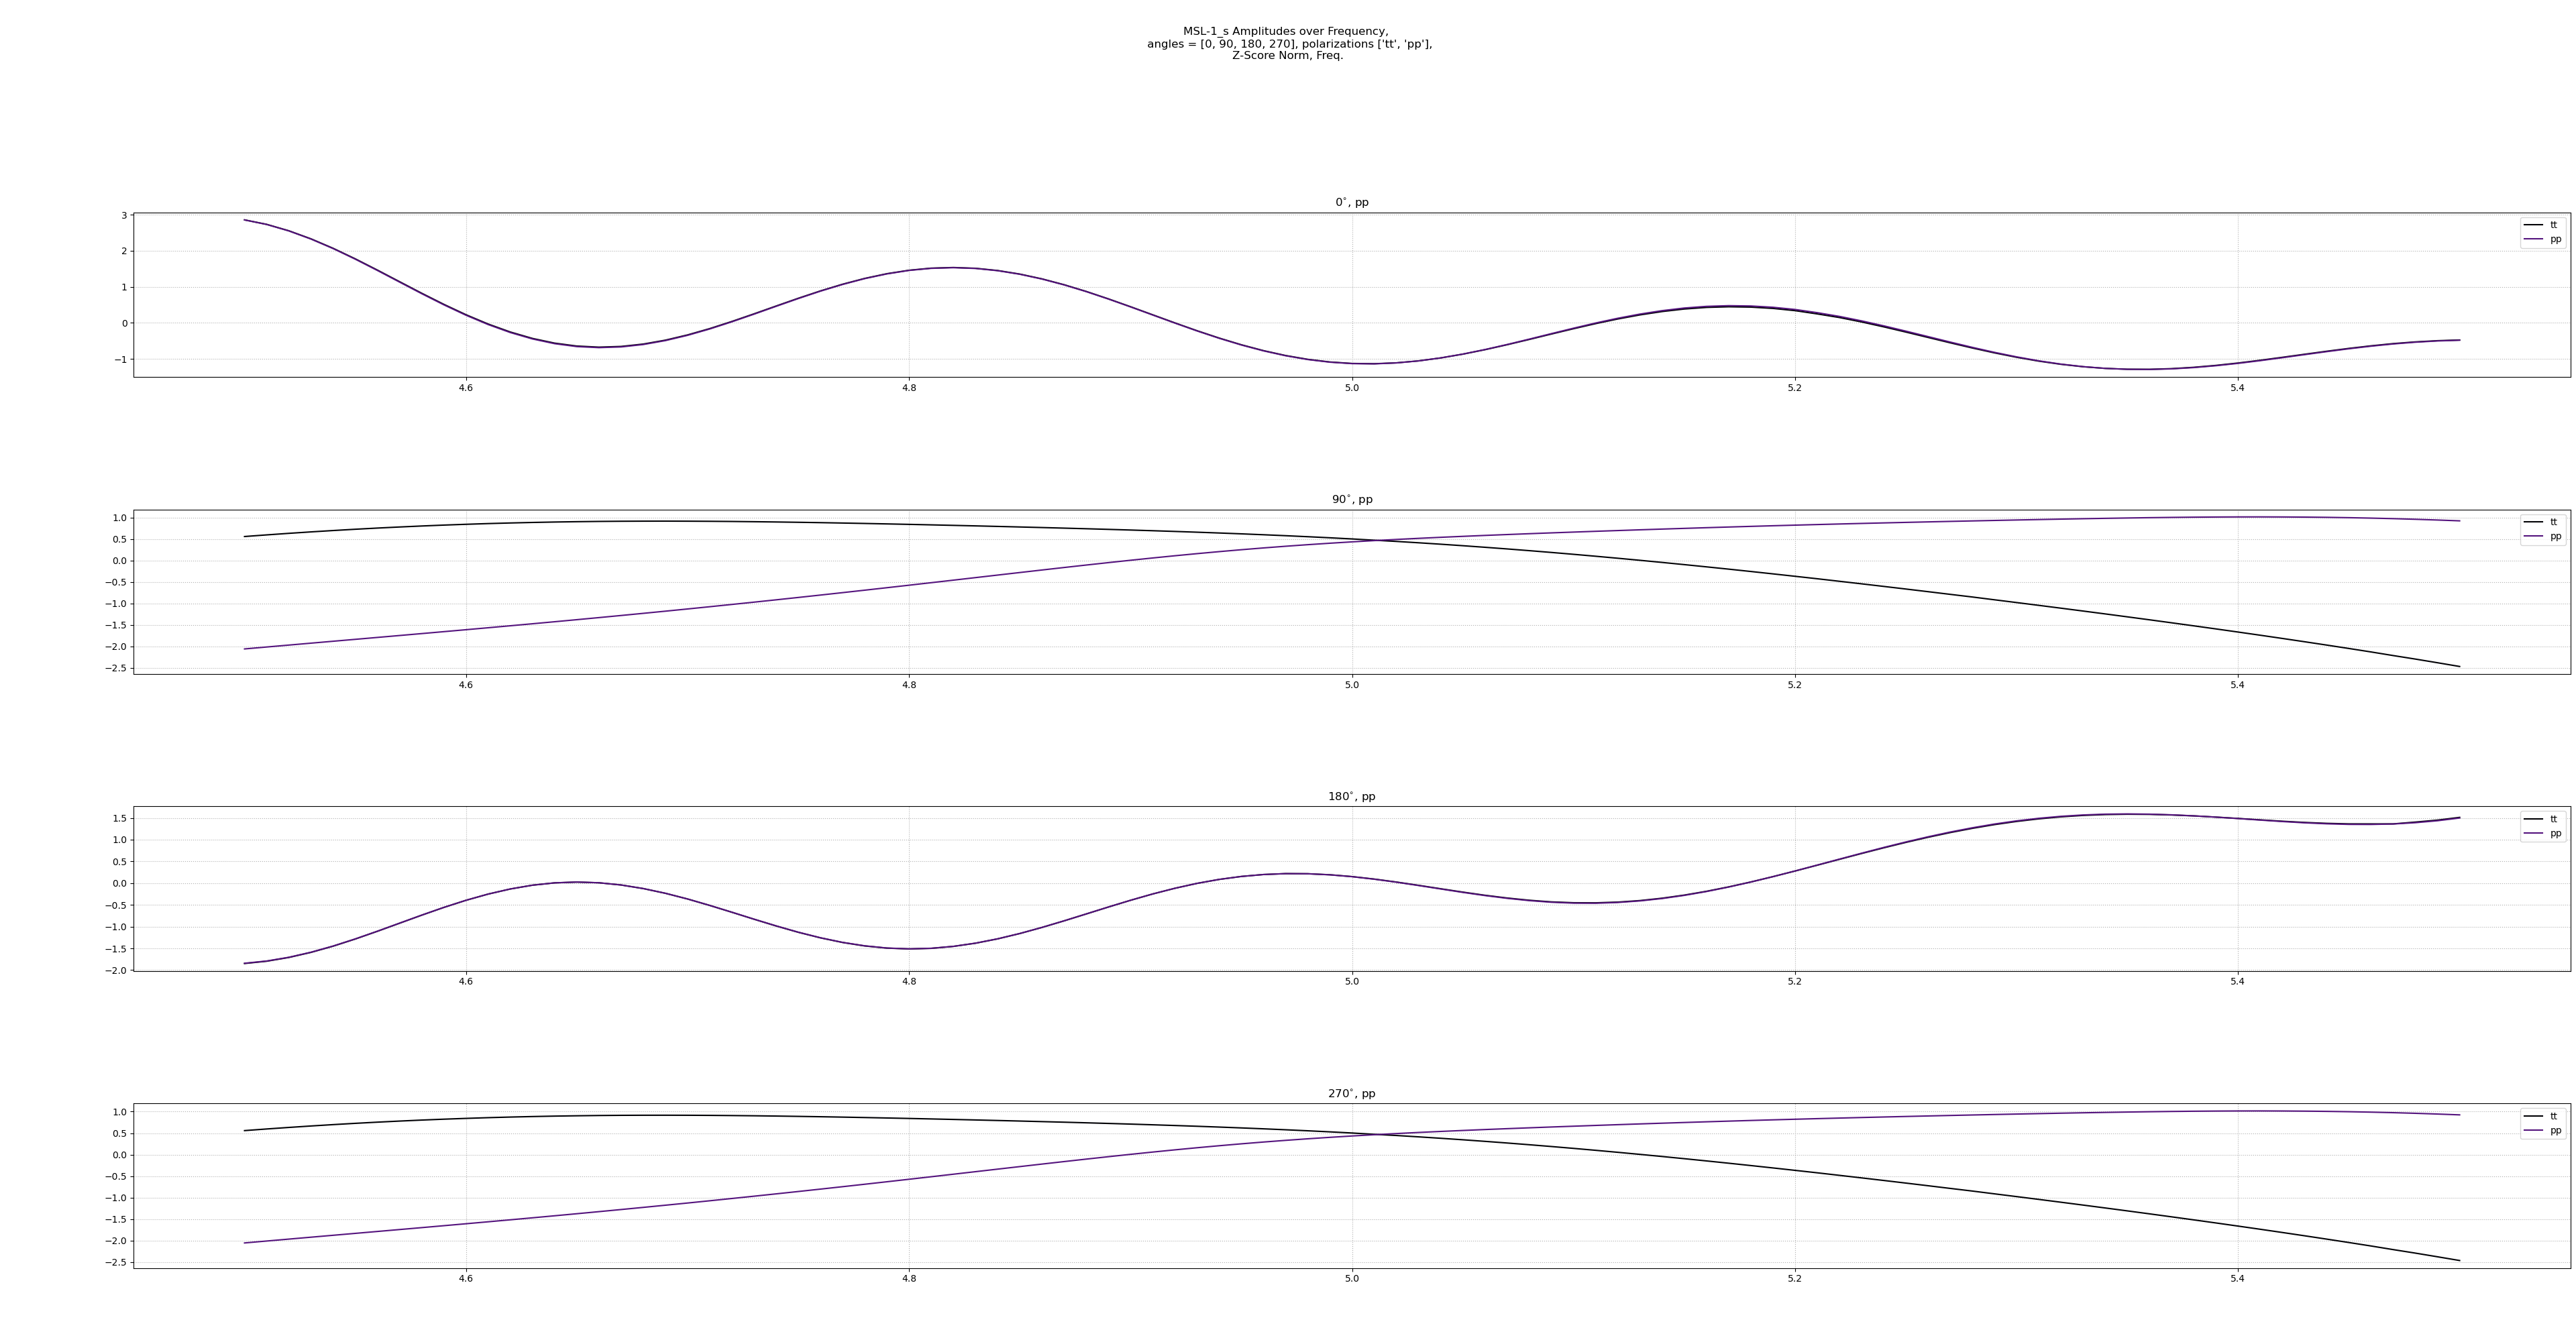 MSL-1_s Amplitudes over Frequency,
angles = [0, 90, 180, 270], polarizations ['tt', 'pp'],
Z-Score Norm, Freq.
0°, pp
3
2
1
0
−1
tt
pp
4.6 4.8 5.0 5.2 5.4
90°, pp
1.0
0.5
0.0
−0.5
−1.0
−1.5
−2.0
−2.5
tt
pp
4.6 4.8 5.0 5.2 5.4
180°, pp
1.5
1.0
0.5
0.0
−0.5
−1.0
−1.5
−2.0
tt
pp
4.6 4.8 5.0 5.2 5.4
270°, pp
1.0
0.5
0.0
−0.5
−1.0
−1.5
−2.0
−2.5
tt
pp
4.6 4.8 5.0 5.2 5.4